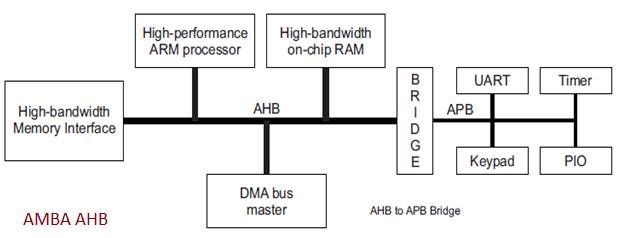 High-performance
ARM processor
High-bandwidth
on-chip RAM
High-bandwidth
Memory Interface
AHB
B
R
I
D
G
E
APB
UART
Timer
Keypad
PIO
DMA bus
master
AMBA AHB
AHB to APB Bridge